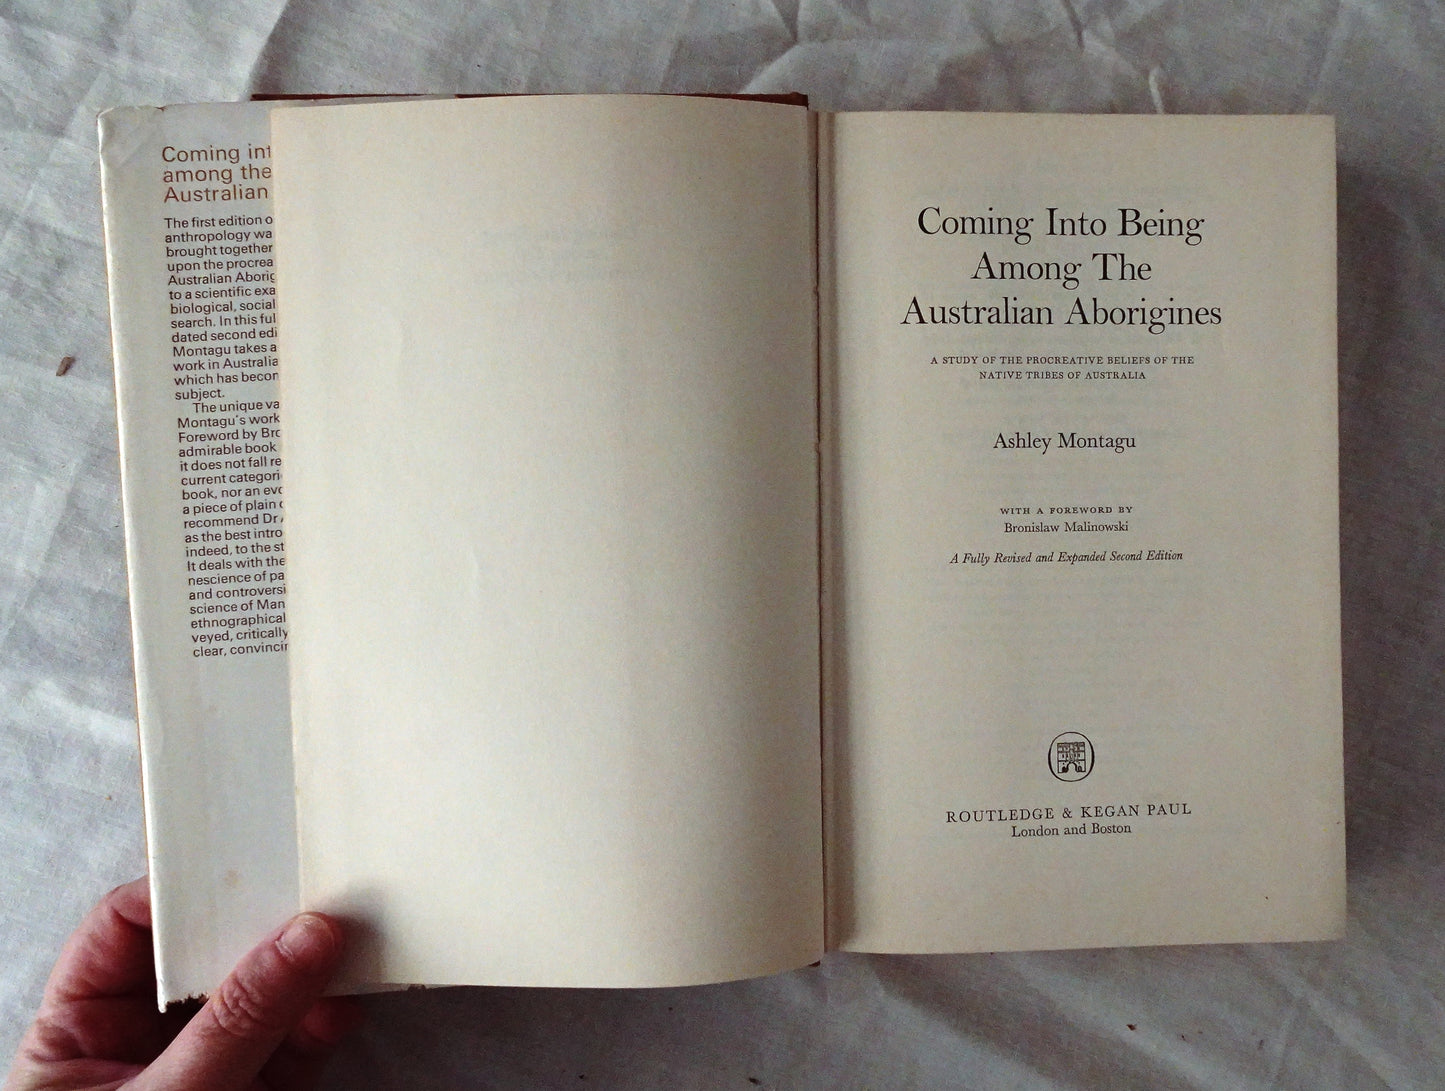 Coming
among the
Australian
The first edition o
anthropology wa
brought together
upon the procrea
Australian Aborig
to a scientific exa
biological, social
search. In this ful
dated second edi
Montagu takes a
work in Australia
which has becom
subject.
The unique va
Montagu's work
Foreword by Bro
admirable book
it does not fall re
current categori
book, nor an evo
a piece of plain
recommend Dr
as the best intro
indeed, to the st
It deals with the
nescience of pa
and controversi
science of Man
ethnographical
veyed, critically
clear, convincin
Coming Into Being
Among The
Australian Aborigines
A STUDY OF THE PROCREATIVE BELIEFS OF THE
NATIVE TRIBES OF AUSTRALIA
Ashley Montagu
WITH A FOREWORD BY
Bronislaw Malinowski
A Fully Revised and Expanded Second Edition
ROUTLEDGE & KEGAN PAUL
London and Boston